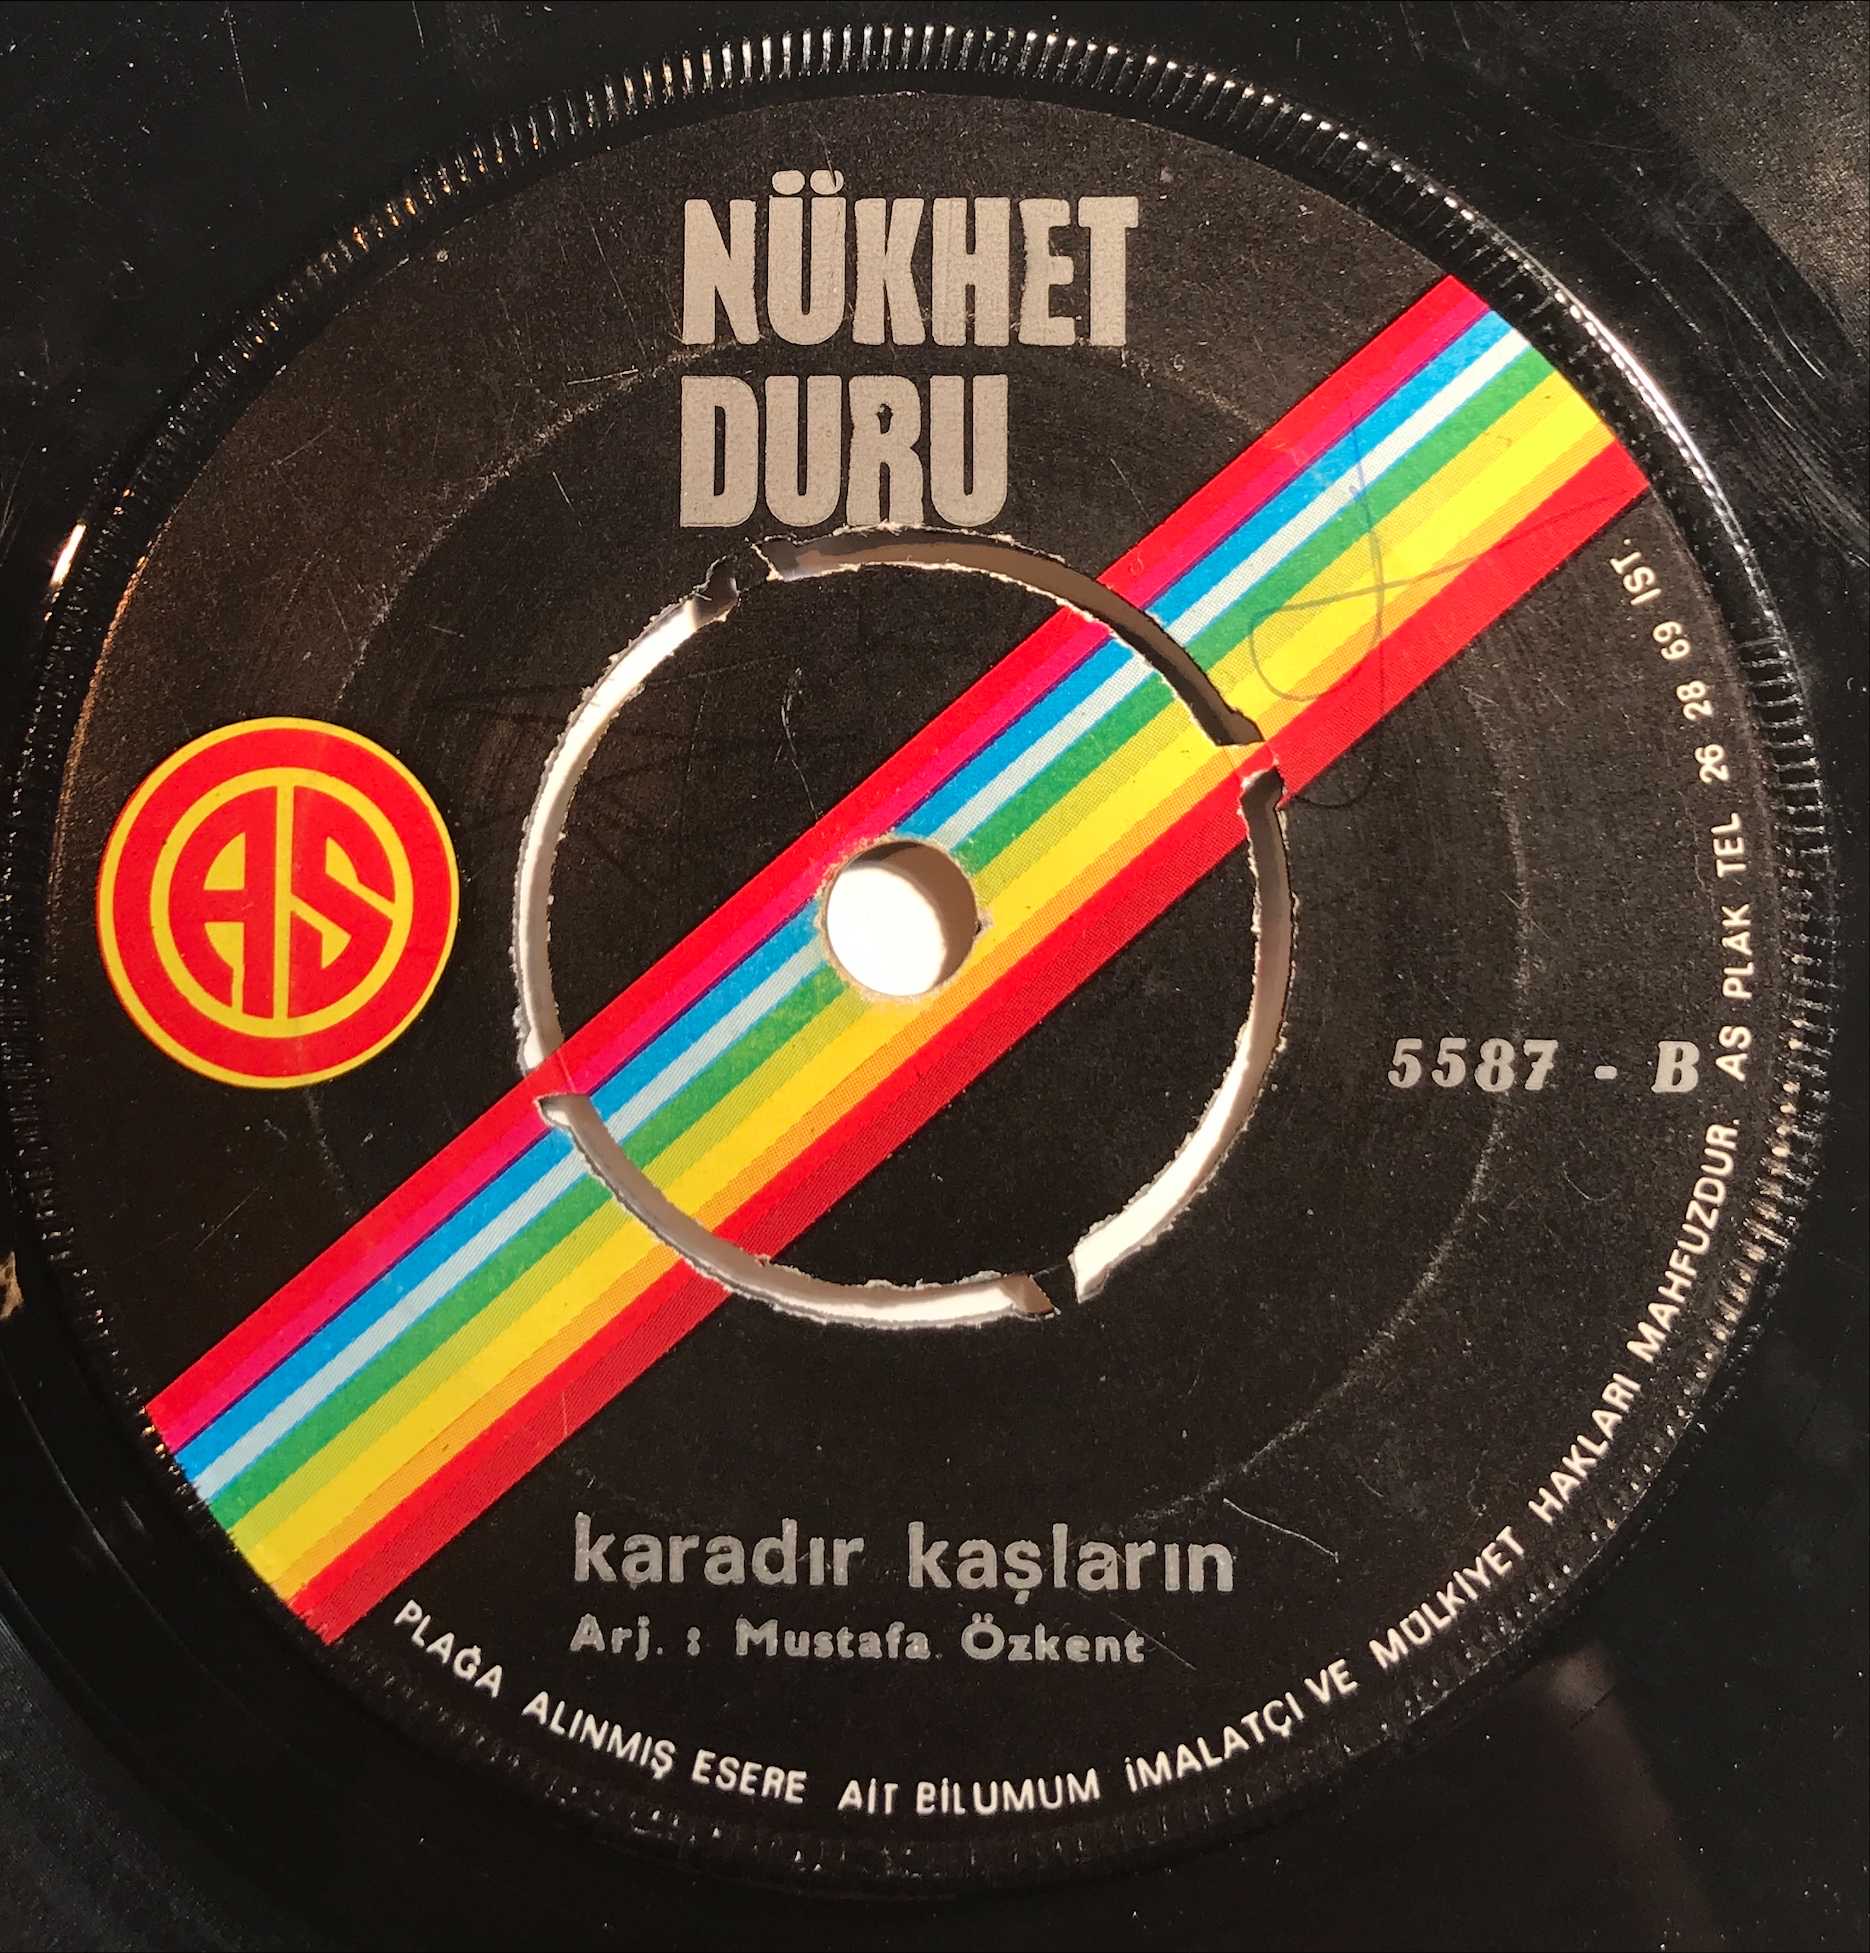 NÜKHET
DURU
AS
5587 - B
karadır kaşların
Arj. : Mustafa Özkent
PLAĞA ALINMIŞ ESERE AİT BİLUMUM İMALATÇI VE MÜLKİYET HAKLARI MAHFUZDUR. AS PLAK TEL 26 28 69 IST.